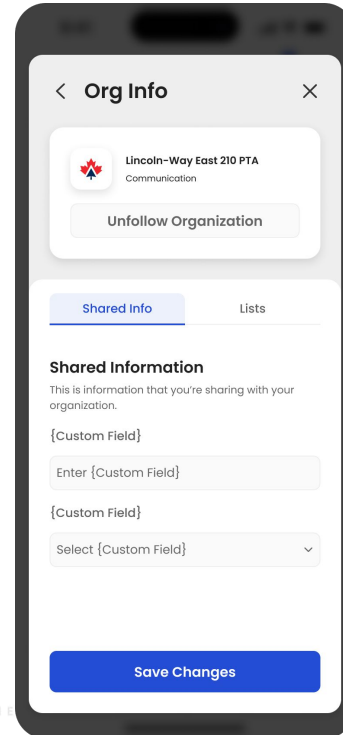 Org Info
Lincoln-Way East 210 PTA
Communication
Unfollow Organization
Shared Info
Lists
Shared Information
This is information that you're sharing with your
organization.
{Custom Field}
Enter {Custom Field}
{Custom Field}
Select {Custom Field}
Save Changes